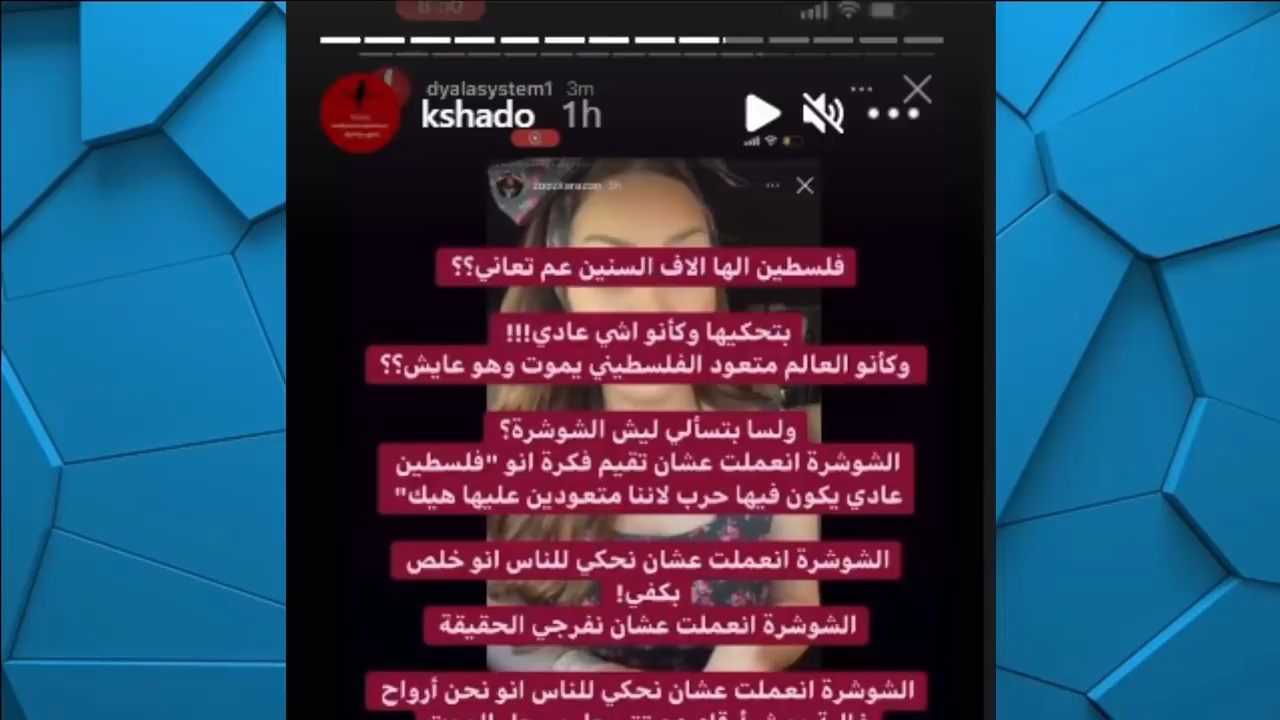 8:50
dyalasystem1 3m
kshado 1h
3h
فلسطين الها الاف السنين عم تعاني؟؟
بتحكيها وكأنو اشي عادي!!!
وكأنو العالم متعود الفلسطيني يموت وهو عايش؟؟
ولسا بتسألي ليش الشوشرة؟
الشوشرة انعملت عشان تقيم فكرة انو "فلسطين
عادي يكون فيها حرب لاننا متعودين عليها هيك"
الشوشرة انعملت عشان نحكي للناس انو خلص
بكفي!
الشوشرة انعملت عشان نفرجي الحقيقة
الشوشرة انعملت عشان نحكي للناس انو نحن أرواح